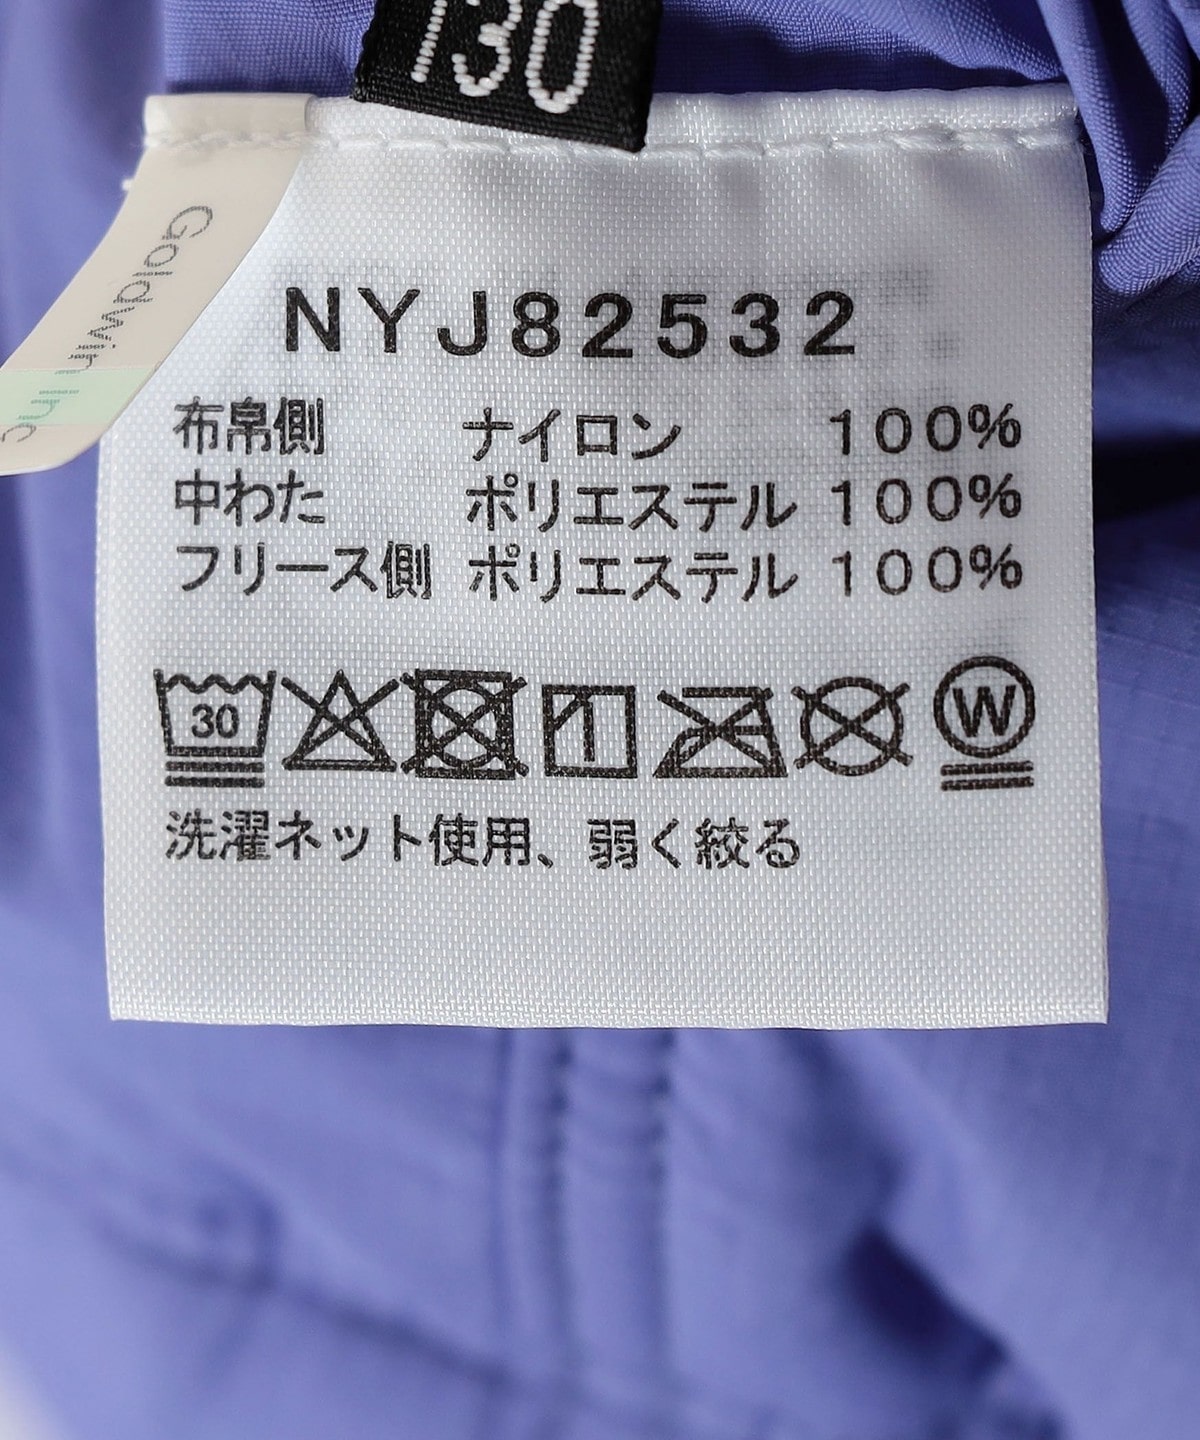 130
Goldwin Inc
NYJ82532
布帛側 ナイロン 100%
中わた ポリエステル 100%
フリース側 ポリエステル 100%
30
W
洗濯ネット使用、弱く絞る